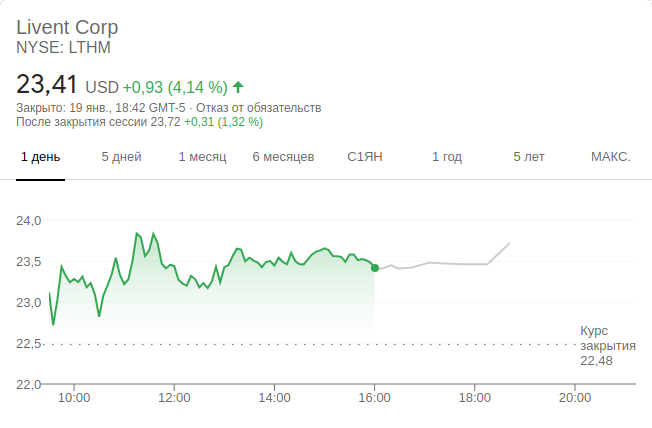 Livent Corp
NYSE: LTHM
23,41 USD +0,93 (4,14 %)
Закрыто: 19 янв., 18:42 GMT-5 · Отказ от обязательств
После закрытия сессии 23,72 +0,31 (1,32 %)
1 день 5 дней 1 месяц 6 месяцев С1ЯН 1 год 5 лет МАКС.
24,0
23,5
23,0
22,5
22,0
Курс
закрытия
22,48
10:00 12:00 14:00 16:00 18:00 20:00